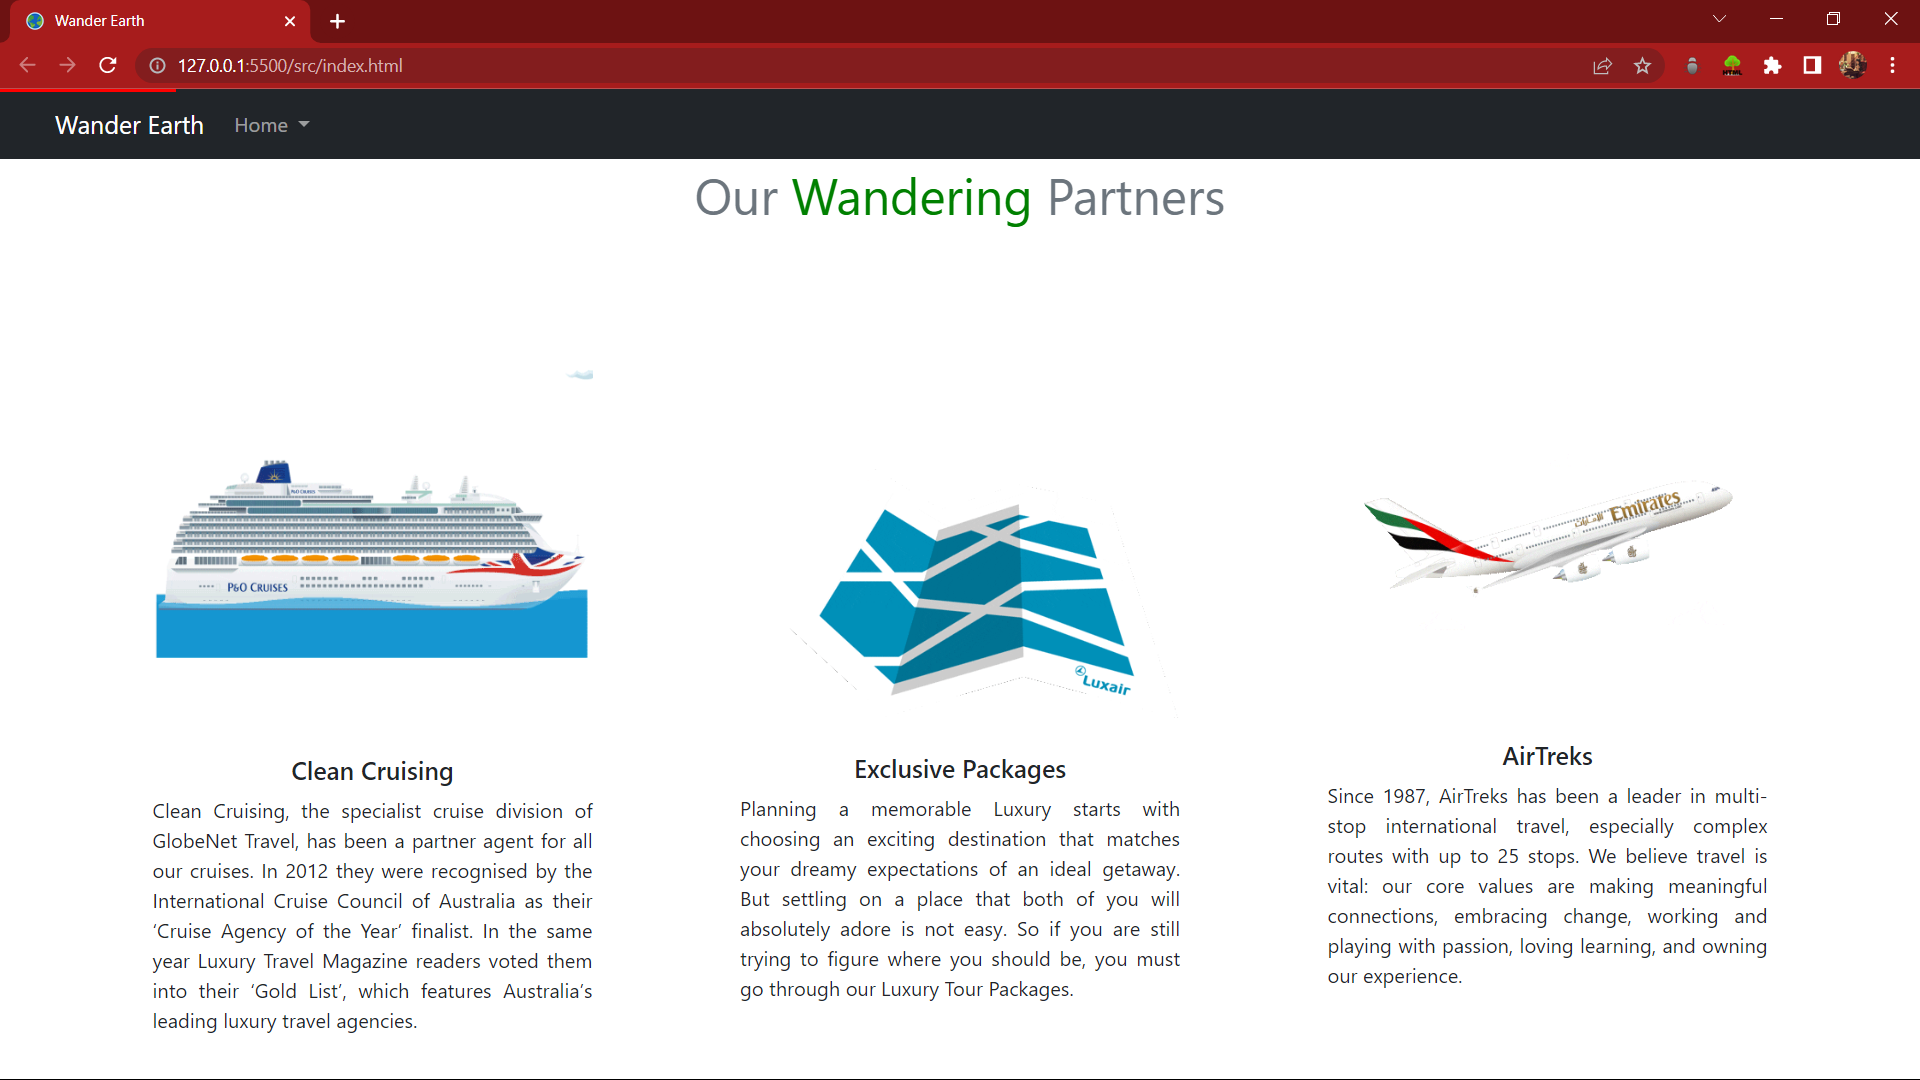 Wander Earth
127.0.0.1:5500/src/index.html
Wander Earth Home
Our Wandering Partners
P&O CRUISES
P&O CRUISES
Luxair
Emirates
الإمارات
Clean Cruising
Clean Cruising, the specialist cruise division of
GlobeNet Travel, has been a partner agent for all
our cruises. In 2012 they were recognised by the
International Cruise Council of Australia as their
‘Cruise Agency of the Year’ finalist. In the same
year Luxury Travel Magazine readers voted them
into their ‘Gold List’, which features Australia’s
leading luxury travel agencies.
Exclusive Packages
Planning a memorable Luxury starts with
choosing an exciting destination that matches
your dreamy expectations of an ideal getaway.
But settling on a place that both of you will
absolutely adore is not easy. So if you are still
trying to figure where you should be, you must
go through our Luxury Tour Packages.
AirTreks
Since 1987, AirTreks has been a leader in multi-
stop international travel, especially complex
routes with up to 25 stops. We believe travel is
vital: our core values are making meaningful
connections, embracing change, working and
playing with passion, loving learning, and owning
our experience.